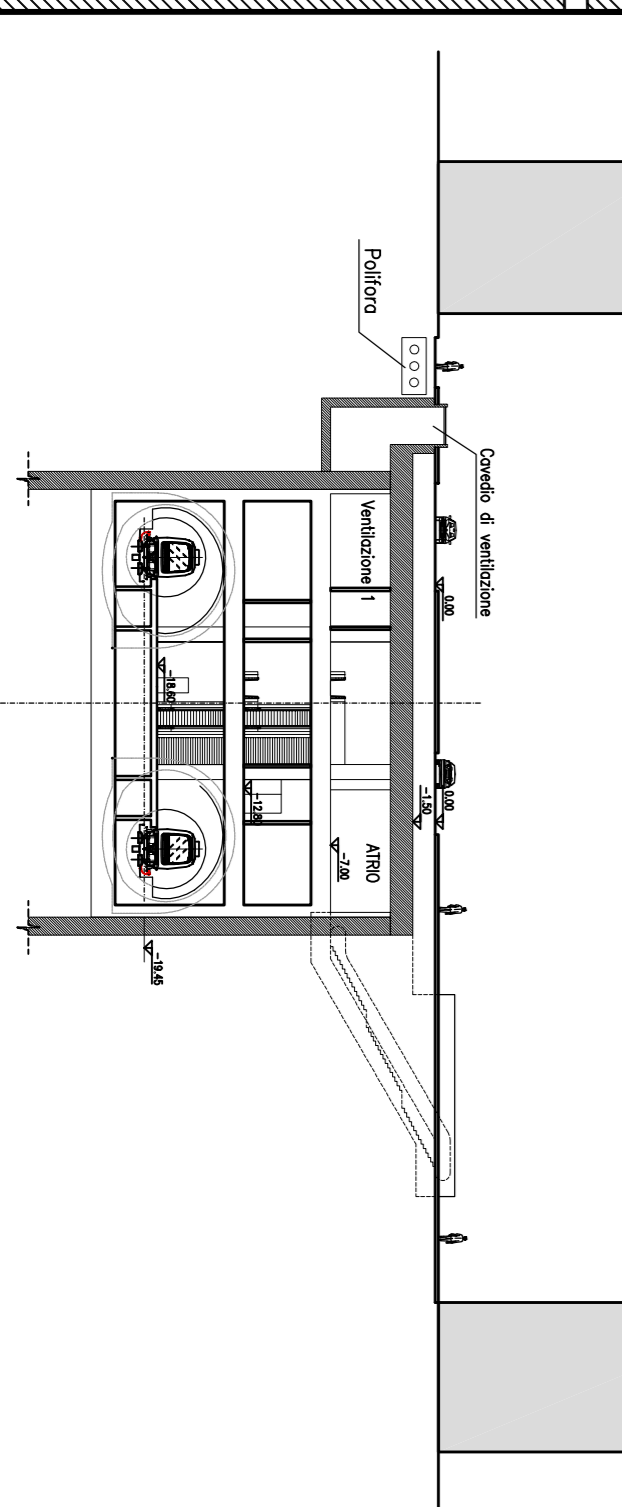 Polifora
Cavedio di ventilazione
0.00
0.00
-1.50
Ventilazione 1
ATRIO
-7.00
-12.80
-18.60
-19.45